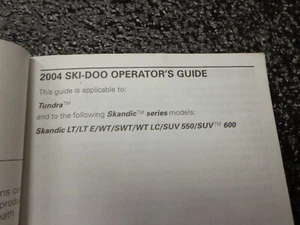 2004 SKI-DOO OPERATOR'S GUIDE
This guide is applicable to:
Tundra™
and to the following Skandic™ series models:
Skandic LT/LT E/WT/SWT/WT LC/SUV 550/SUV™ 600